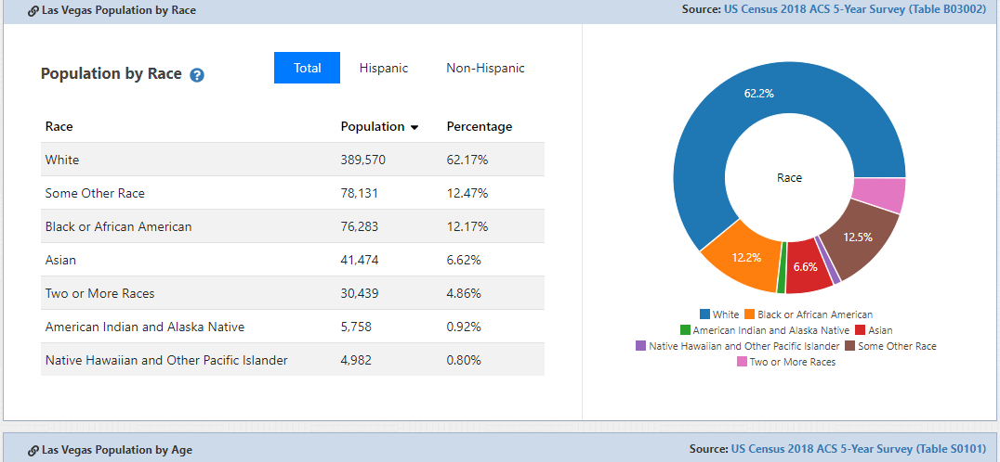 Las Vegas Population by Race
Source: US Census 2018 ACS 5-Year Survey (Table B03002)
Population by Race ?
Total Hispanic Non-Hispanic
Race Population Percentage
White 389,570 62.17%
Some Other Race 78,131 12.47%
Black or African American 76,283 12.17%
Asian 41,474 6.62%
Two or More Races 30,439 4.86%
American Indian and Alaska Native 5,758 0.92%
Native Hawaiian and Other Pacific Islander 4,982 0.80%
62.2%
Race
12.5%
12.2%
6.6%
White Black or African American
American Indian and Alaska Native Asian
Native Hawaiian and Other Pacific Islander Some Other Race
Two or More Races
Las Vegas Population by Age
Source: US Census 2018 ACS 5-Year Survey (Table S0101)